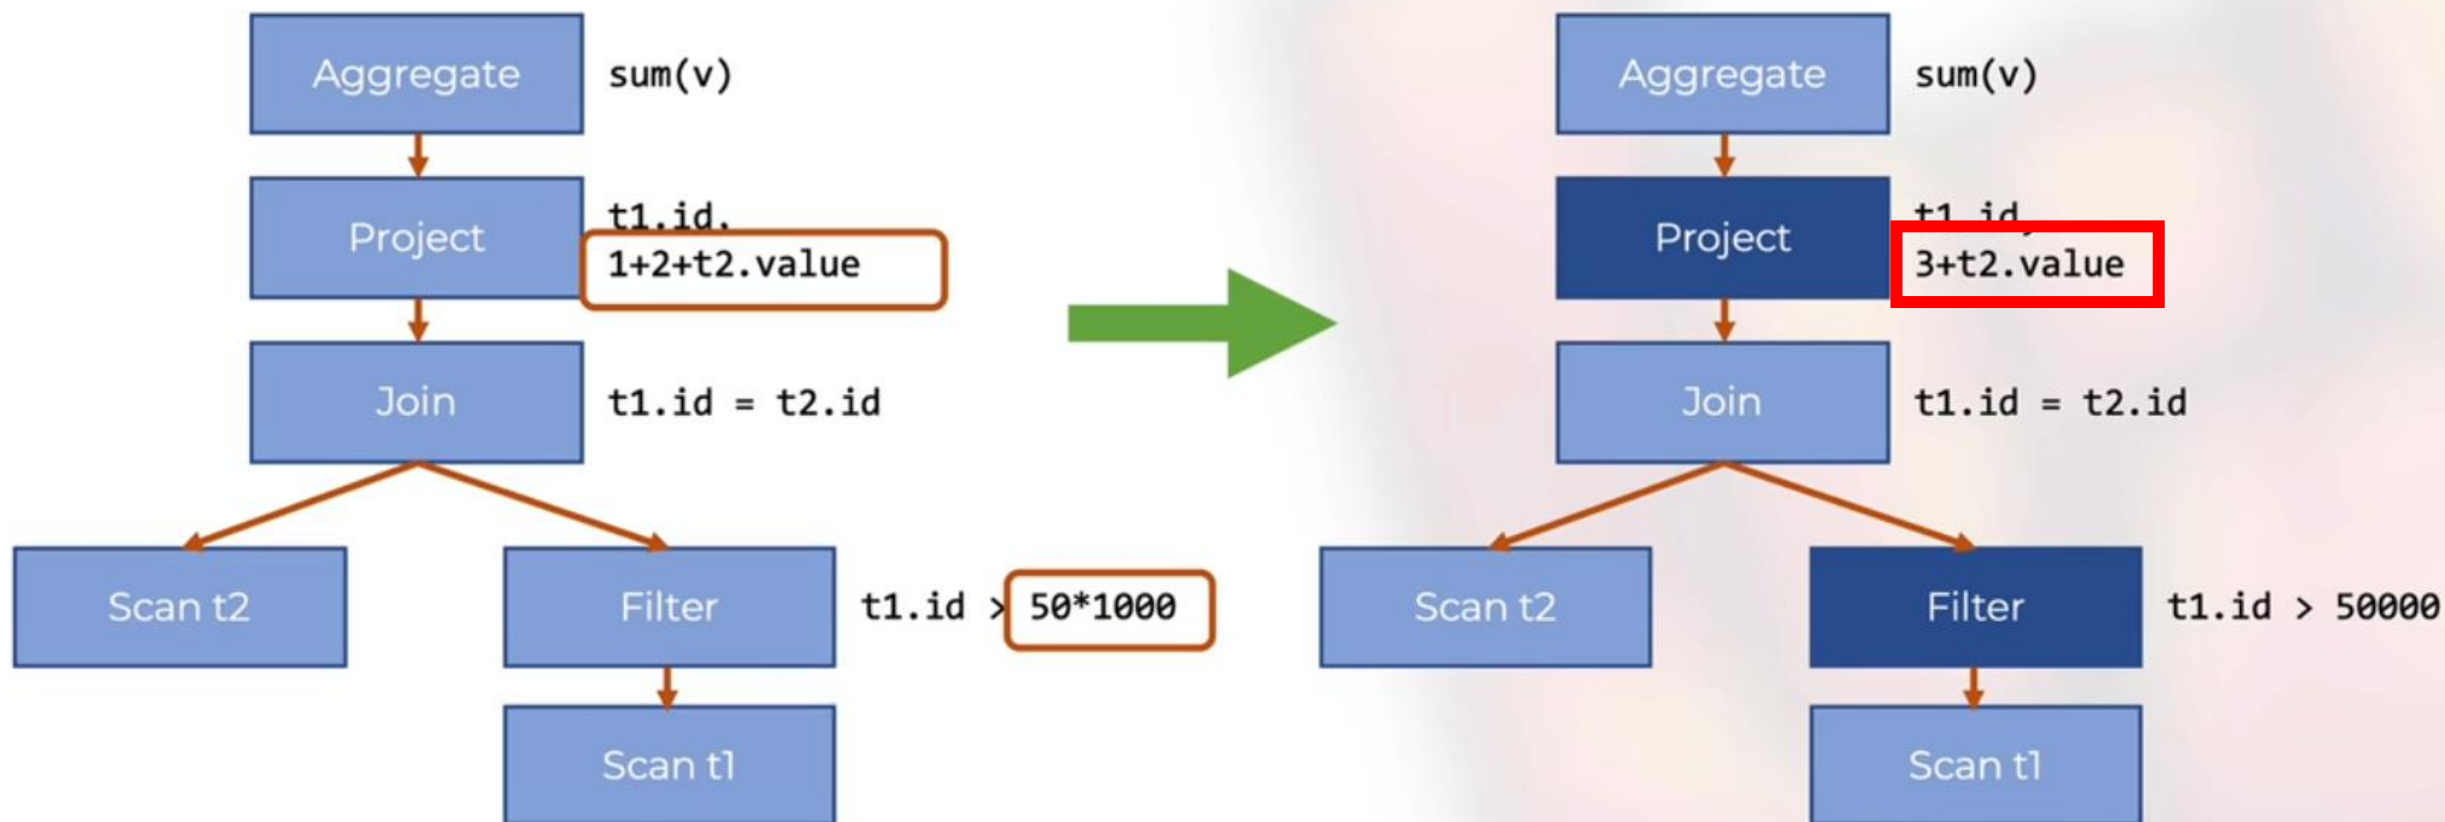 Aggregate
sum(v)
Project
t1.id,
1+2+t2.value
Join
t1.id = t2.id
Scan t2
Filter
t1.id > 50*1000
Scan t1
Aggregate
sum(v)
Project
t1.id,
3+t2.value
Join
t1.id = t2.id
Scan t2
Filter
t1.id > 50000
Scan t1